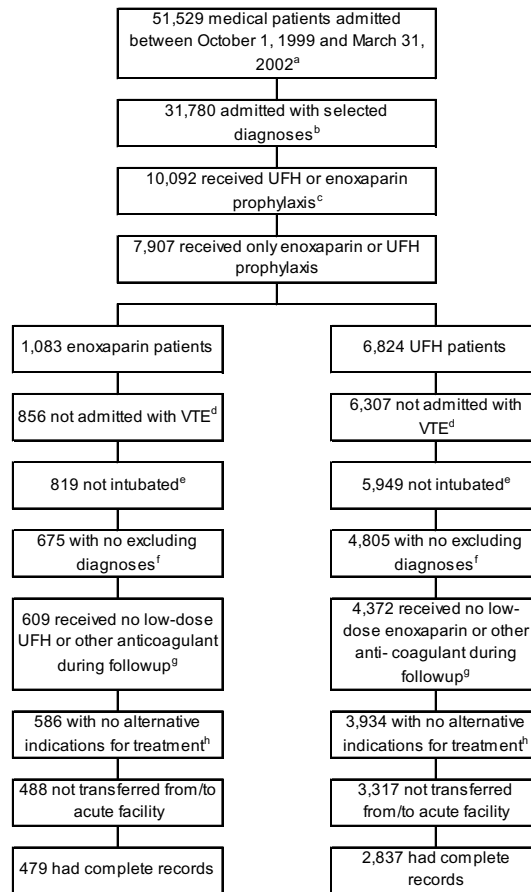 51,529 medical patients admitted
between October 1, 1999 and March 31,
2002a
31,780 admitted with selected
diagnosesb
10,092 received UFH or enoxaparin
prophylaxisc
7,907 received only enoxaparin or UFH
prophylaxis
1,083 enoxaparin patients
856 not admitted with VTEd
819 not intubatede
675 with no excluding
diagnosesf
609 received no low-dose
UFH or other anticoagulant
during followupg
586 with no alternative
indications for treatmenth
488 not transferred from/to
acute facility
479 had complete records
6,824 UFH patients
6,307 not admitted with
VTEd
5,949 not intubatede
4,805 with no excluding
diagnosesf
4,372 received no low-
dose enoxaparin or other
anti- coagulant during
followupg
3,934 with no alternative
indications for treatmenth
3,317 not transferred
from/to acute facility
2,837 had complete
records